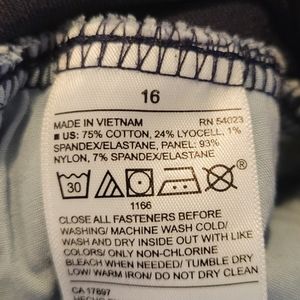 16
MADE IN VIETNAM RN 54023
■ US: 75% COTTON, 24% LYOCELL, 1%
SPANDEX/ELASTANE, PANEL: 93%
NYLON, 7% SPANDEX/ELASTANE
30
1166
CLOSE ALL FASTENERS BEFORE
WASHING/ MACHINE WASH COLD/
WASH AND DRY INSIDE OUT WITH LIKE
COLORS/ ONLY NON-CHLORINE
BLEACH WHEN NEEDED/ TUMBLE DRY
LOW/ WARM IRON/ DO NOT DRY CLEAN
CA 17897